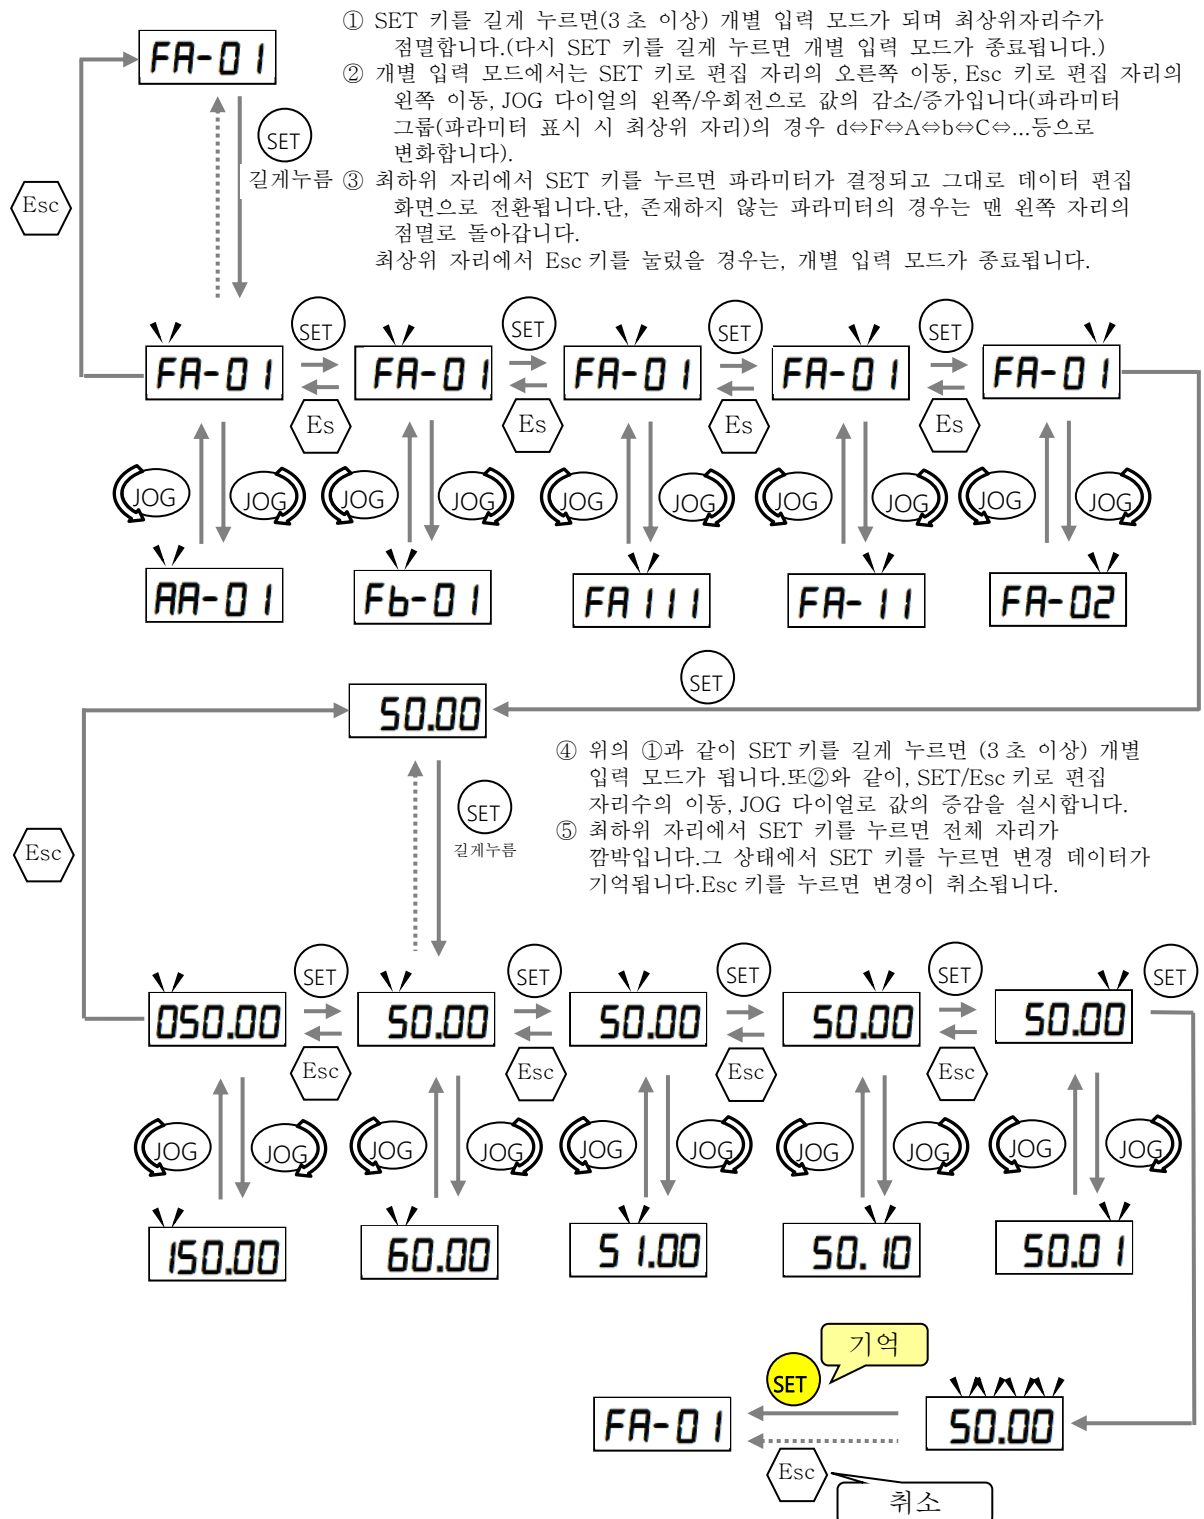 ① SET 키를 길게 누르면(3초 이상) 개별 입력 모드가 되며 최상위자리수가
점멸합니다.(다시 SET 키를 길게 누르면 개별 입력 모드가 종료됩니다.)
② 개별 입력 모드에서는 SET 키로 편집 자리의 오른쪽 이동, Esc 키로 편집 자리의
왼쪽 이동, JOG 다이얼의 왼쪽/우회전으로 값의 감소/증가입니다(파라미터
그룹(파라미터 표시 시 최상위 자리)의 경우 d⇔F⇔A⇔b⇔C⇔...등으로
변화합니다).
③ 최하위 자리에서 SET 키를 누르면 파라미터가 결정되고 그대로 데이터 편집
화면으로 전환됩니다.단, 존재하지 않는 파라미터의 경우는 맨 왼쪽 자리의
점멸로 돌아갑니다.
최상위 자리에서 Esc 키를 눌렀을 경우는, 개별 입력 모드가 종료됩니다.
FA-01
SET
길게누름
Esc
SET SET SET SET
FA-01 FA-01 FA-01 FA-01 FA-01
Es Es Es Es
JOG JOG JOG JOG JOG JOG JOG JOG JOG JOG
AA-01 Fb-01 FA111 FA-11 FA-02
SET
50.00
④ 위의 ①과 같이 SET 키를 길게 누르면 (3초 이상) 개별
입력 모드가 됩니다.또②와 같이, SET/Esc 키로 편집
자리수의 이동, JOG 다이얼로 값의 증감을 실시합니다.
⑤ 최하위 자리에서 SET 키를 누르면 전체 자리가
깜박입니다.그 상태에서 SET 키를 누르면 변경 데이터가
기억됩니다.Esc 키를 누르면 변경이 취소됩니다.
SET
길게누름
Esc
SET SET SET SET SET
050.00 50.00 50.00 50.00 50.00
Esc Esc Esc Esc
JOG JOG JOG JOG JOG JOG JOG JOG JOG JOG
150.00 60.00 51.00 50.10 50.01
기억
SET
FA-01 50.00
Esc
취소